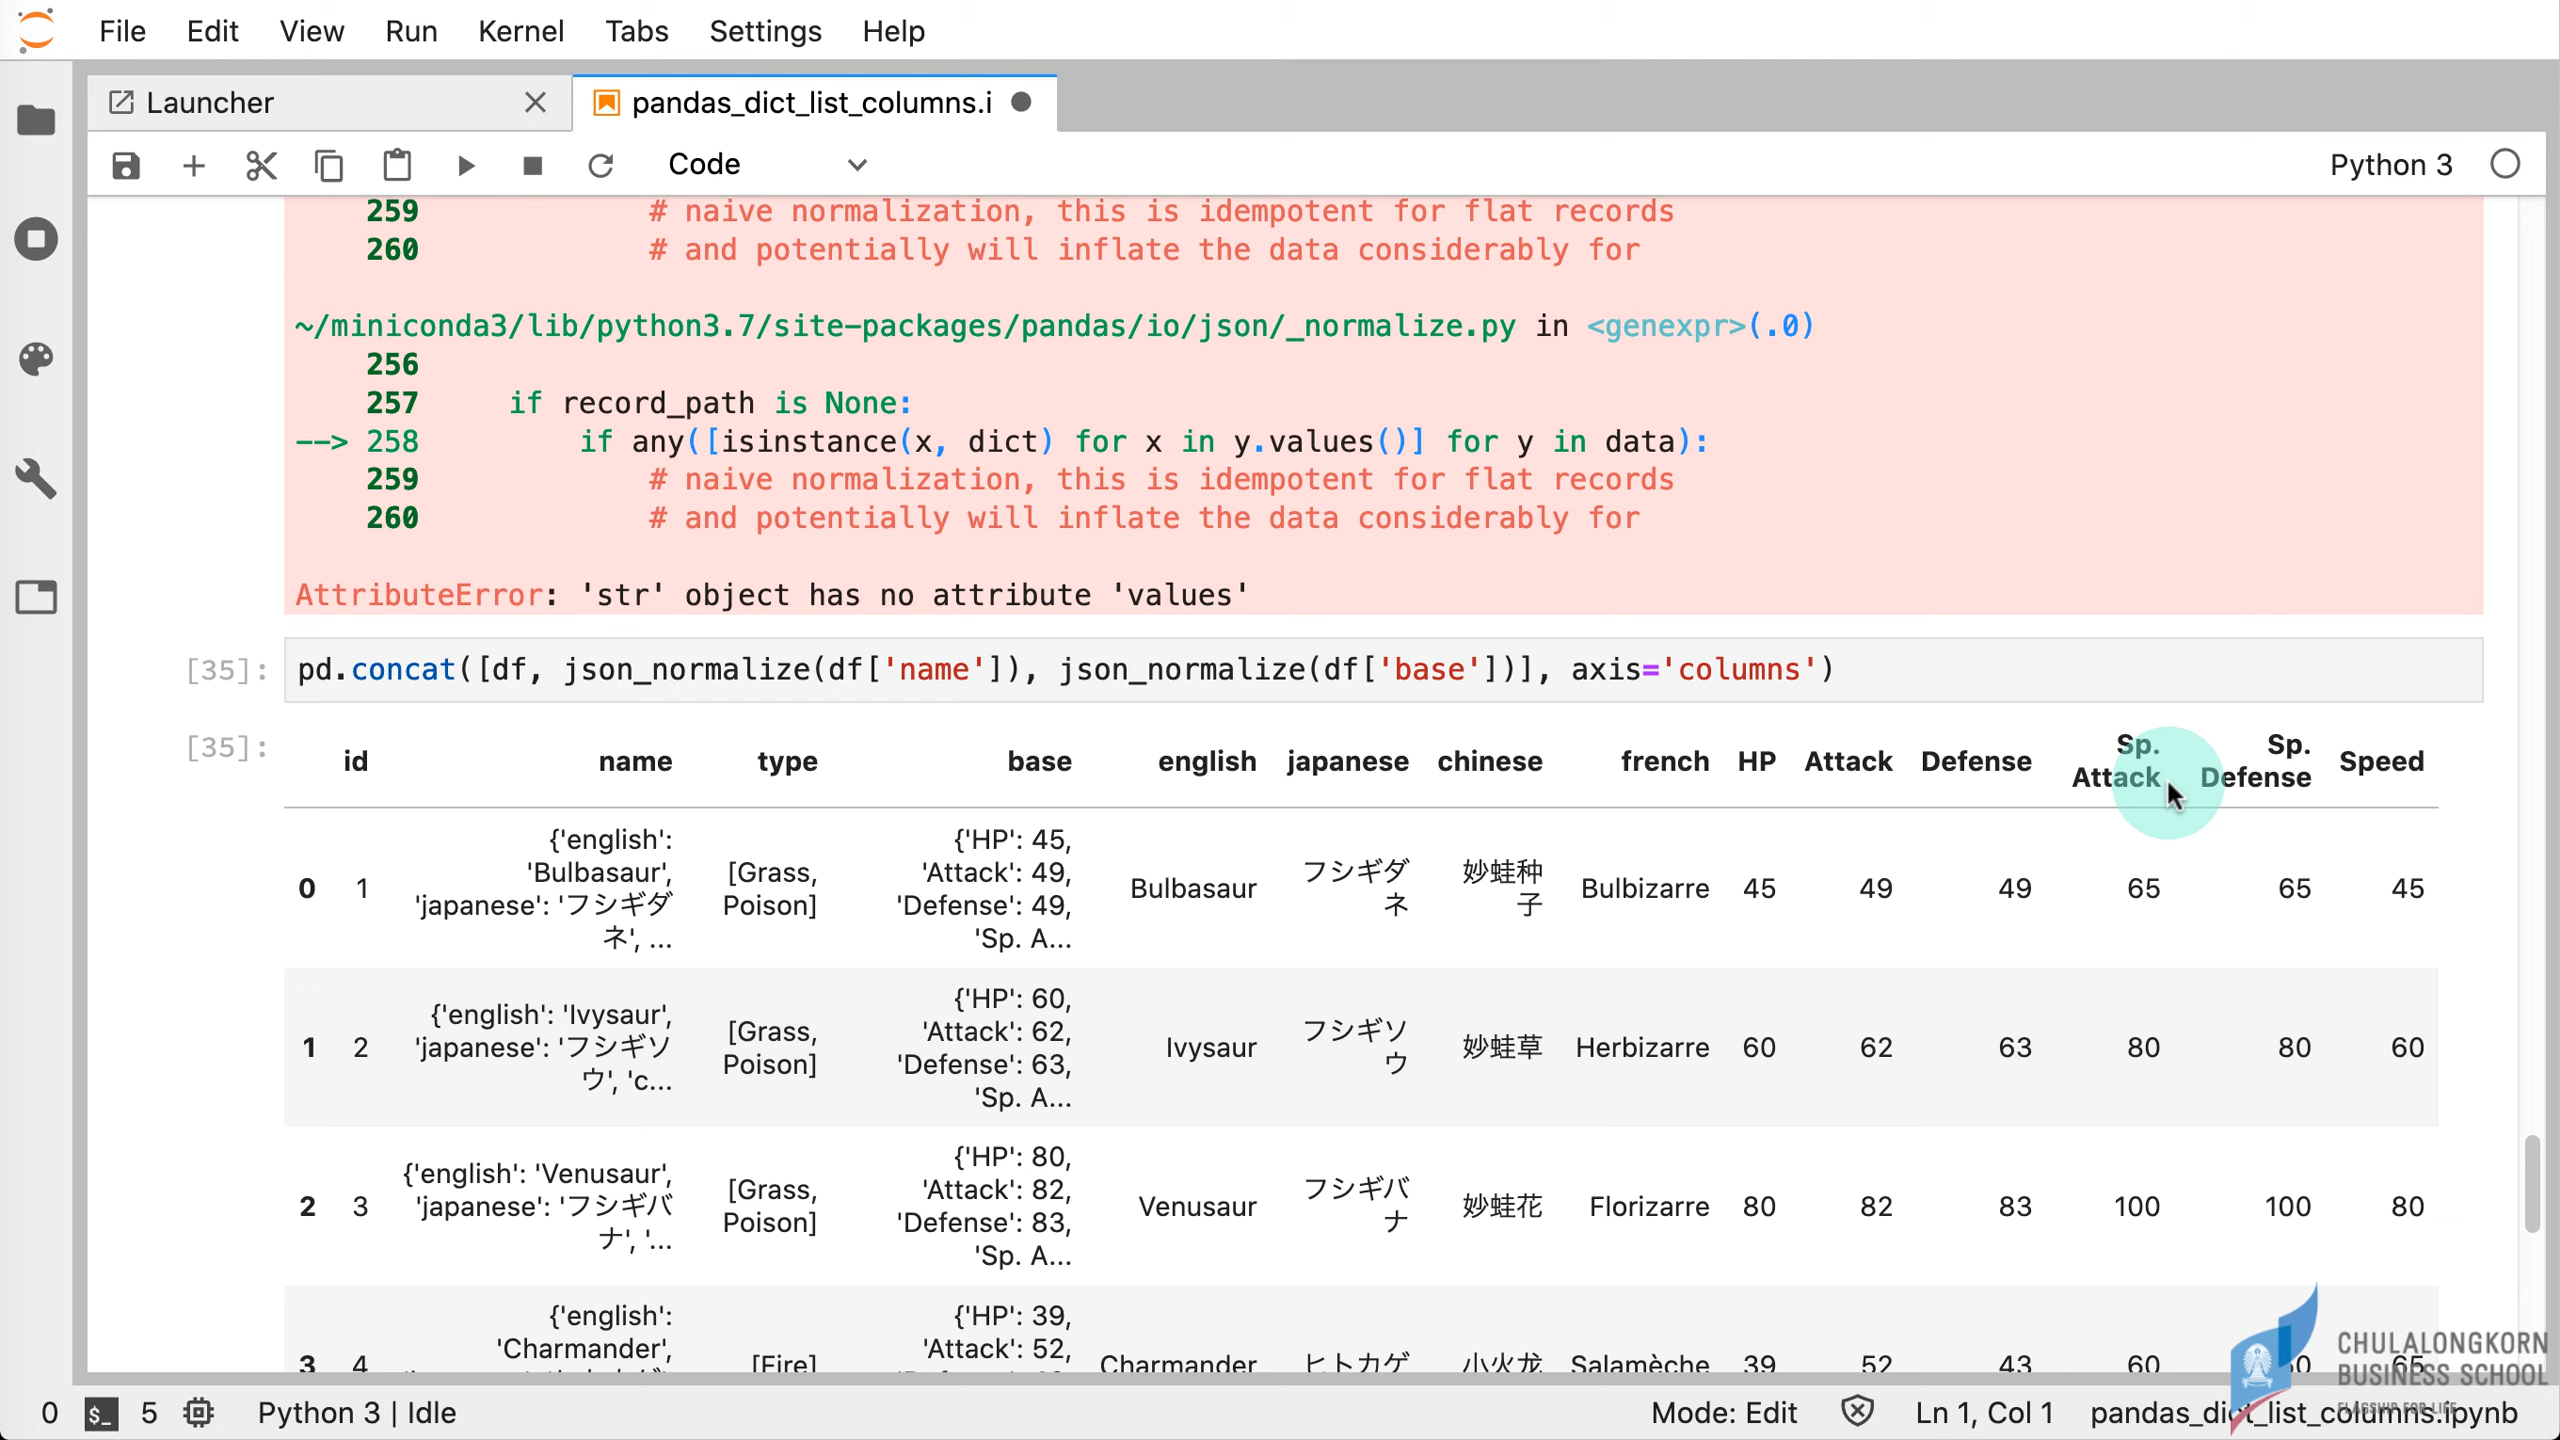 File Edit View Run Kernel Tabs Settings Help
Launcher
pandas_dict_list_columns.i
Code
Python 3
259 # naive normalization, this is idempotent for flat records
260 # and potentially will inflate the data considerably for
~/miniconda3/lib/python3.7/site-packages/pandas/io/json/_normalize.py in <genexpr>(.0)
256
257 if record_path is None:
--> 258 if any([isinstance(x, dict) for x in y.values()] for y in data):
259 # naive normalization, this is idempotent for flat records
260 # and potentially will inflate the data considerably for
AttributeError: 'str' object has no attribute 'values'
[35]: pd.concat([df, json_normalize(df['name']), json_normalize(df['base'])], axis='columns')
[35]:
id name type base english japanese chinese french HP Attack Defense Sp. Attack Sp. Defense Speed
0 1 {'english': 'Bulbasaur', 'japanese': 'フシギダネ', ... [Grass, Poison] {'HP': 45, 'Attack': 49, 'Defense': 49, 'Sp. A... Bulbasaur フシギダネ 妙蛙种子 Bulbizarre 45 49 49 65 65 45
1 2 {'english': 'Ivysaur', 'japanese': 'フシギソウ', 'c... [Grass, Poison] {'HP': 60, 'Attack': 62, 'Defense': 63, 'Sp. A... Ivysaur フシギソウ 妙蛙草 Herbizarre 60 62 63 80 80 60
2 3 {'english': 'Venusaur', 'japanese': 'フシギバナ', '... [Grass, Poison] {'HP': 80, 'Attack': 82, 'Defense': 83, 'Sp. A... Venusaur フシギバナ 妙蛙花 Florizarre 80 82 83 100 100 80
3 4 {'english': 'Charmander', [Fire] {'HP': 39, 'Attack': 52, Charmander ヒトカゲ 小火龙 Salamèche 39 52 43 60 65
CHULALONGKORN
BUSINESS SCHOOL
FLAGSHIP FOR LIFE
0 $_ 5 Python 3 | Idle Mode: Edit Ln 1, Col 1 pandas_dict_list_columns.ipynb